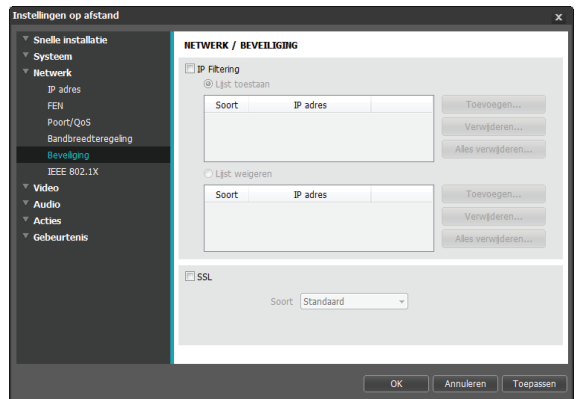 Instellingen op afstand
x
Snelle installatie
Systeem
Netwerk
IP adres
FEN
Poort/QoS
Bandbreedteregeling
Beveiliging
IEEE 802.1X
Video
Audio
Acties
Gebeurtenis
NETWERK / BEVEILIGING
IP Filtering
Lijst toestaan
Soort IP adres
Toevoegen...
Verwijderen...
Alles verwijderen...
Lijst weigeren
Soort IP adres
Toevoegen...
Verwijderen...
Alles verwijderen...
SSL
Soort Standaard
OK Annuleren Toepassen